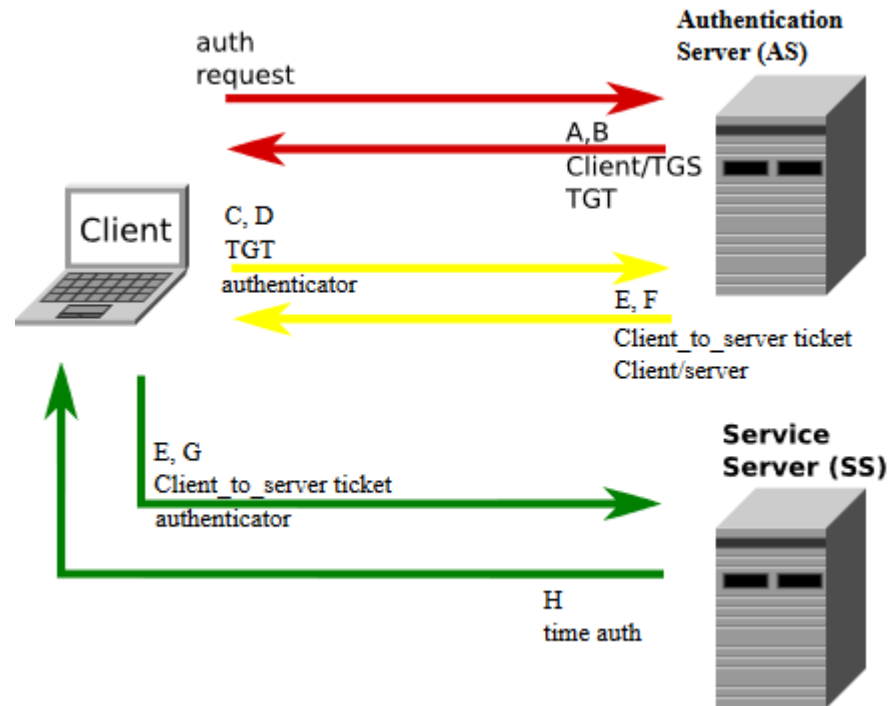 Authentication
Server (AS)
auth
request
A,B
Client/TGS
TGT
Client
C, D
TGT
authenticator
E, F
Client_to_server ticket
Client/server
E, G
Client_to_server ticket
authenticator
Service
Server (SS)
H
time auth